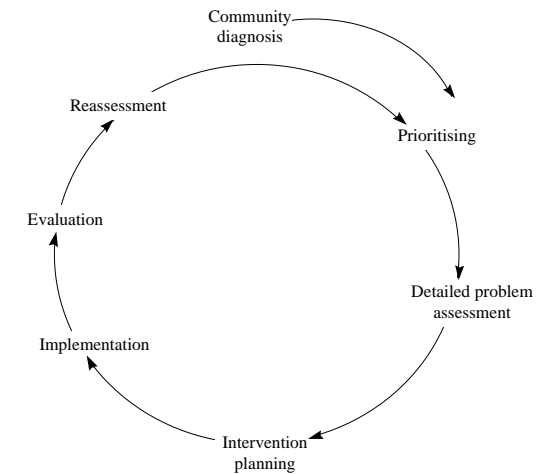 Community
diagnosis
Prioritising
Detailed problem
assessment
Intervention
planning
Implementation
Evaluation
Reassessment